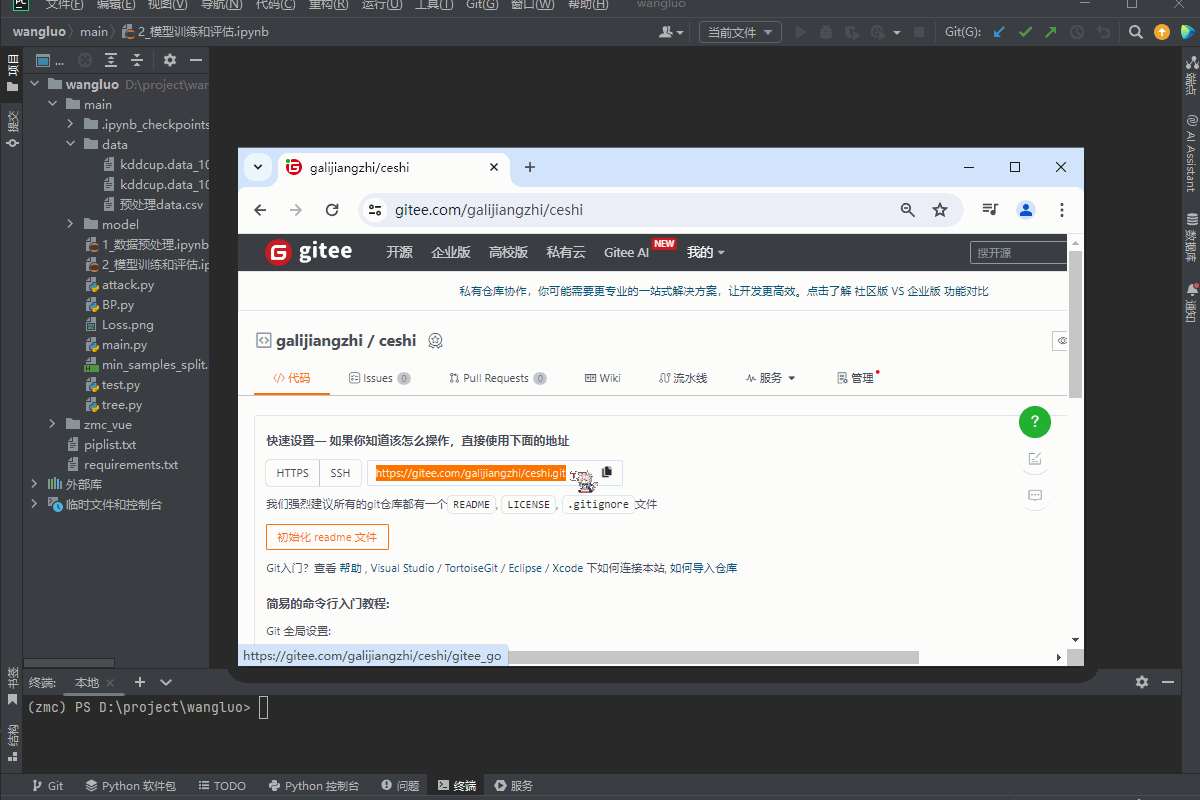 文件(F) 编辑(E) 视图(V) 导航(N) 代码(C) 重构(R) 运行(U) 工具(T) Git(G) 窗口(W) 帮助(H) wangluo
wangluo main 2_模型训练和评估.ipynb
当前文件
Git(G):
项目
提交
书签
结构
...
wangluo D:\project\war
main
.ipynb_checkpoints
data
kddcup.data_10
kddcup.data_10
预处理data.csv
model
1_数据预处理.ipynb
2_模型训练和评估.ip
attack.py
BP.py
Loss.png
main.py
min_samples_split.
test.py
tree.py
zmc_vue
piplist.txt
requirements.txt
外部库
临时文件和控制台
galijiangzhi/ceshi
gitee.com/galijiangzhi/ceshi
gitee
开源 企业版 高校版 私有云 Gitee AI NEW 我的
搜开源
私有仓库协作，你可能需要更专业的一站式解决方案，让开发更高效。点击了解 社区版 VS 企业版 功能对比
galijiangzhi / ceshi
代码 Issues 0 Pull Requests 0 Wiki 流水线 服务 管理
快速设置— 如果你知道该怎么操作，直接使用下面的地址
HTTPS SSH https://gitee.com/galijiangzhi/ceshi.git
我们强烈建议所有的git仓库都有一个 README, LICENSE, .gitignore 文件
初始化 readme 文件
Git入门？查看 帮助 , Visual Studio / TortoiseGit / Eclipse / Xcode 下如何连接本站, 如何导入仓库
简易的命令行入门教程:
Git 全局设置:
https://gitee.com/galijiangzhi/ceshi/gitee_go
?
端点
AI Assistant
数据库
通知
终端: 本地
(zmc) PS D:\project\wangluo>
Git Python 软件包 TODO Python 控制台 问题 终端 服务